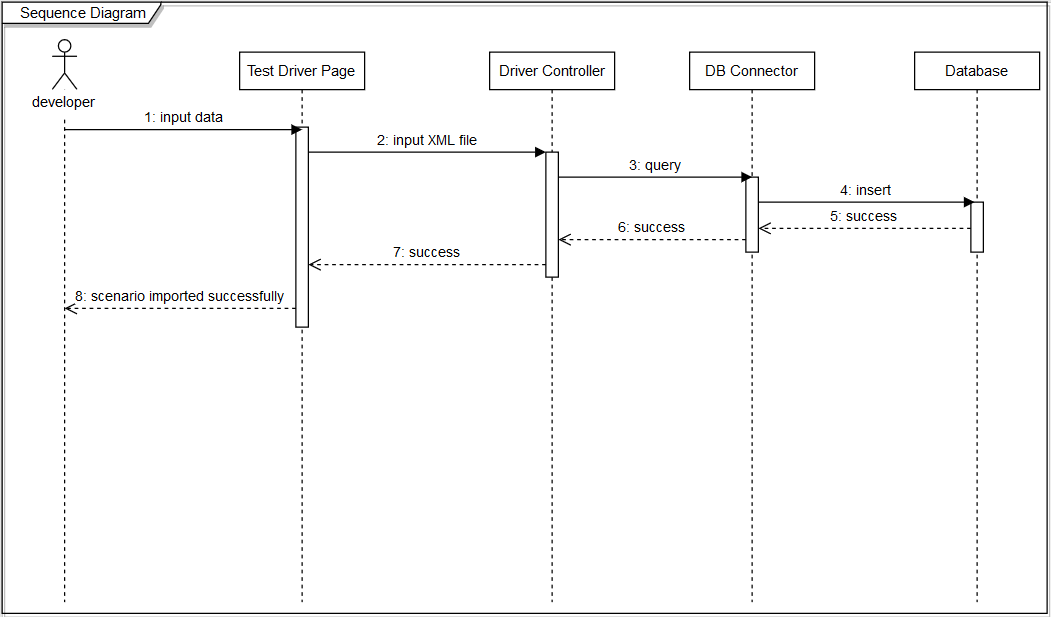 Sequence Diagram
developer
Test Driver Page
Driver Controller
DB Connector
Database
1: input data
2: input XML file
3: query
4: insert
5: success
6: success
7: success
8: scenario imported successfully